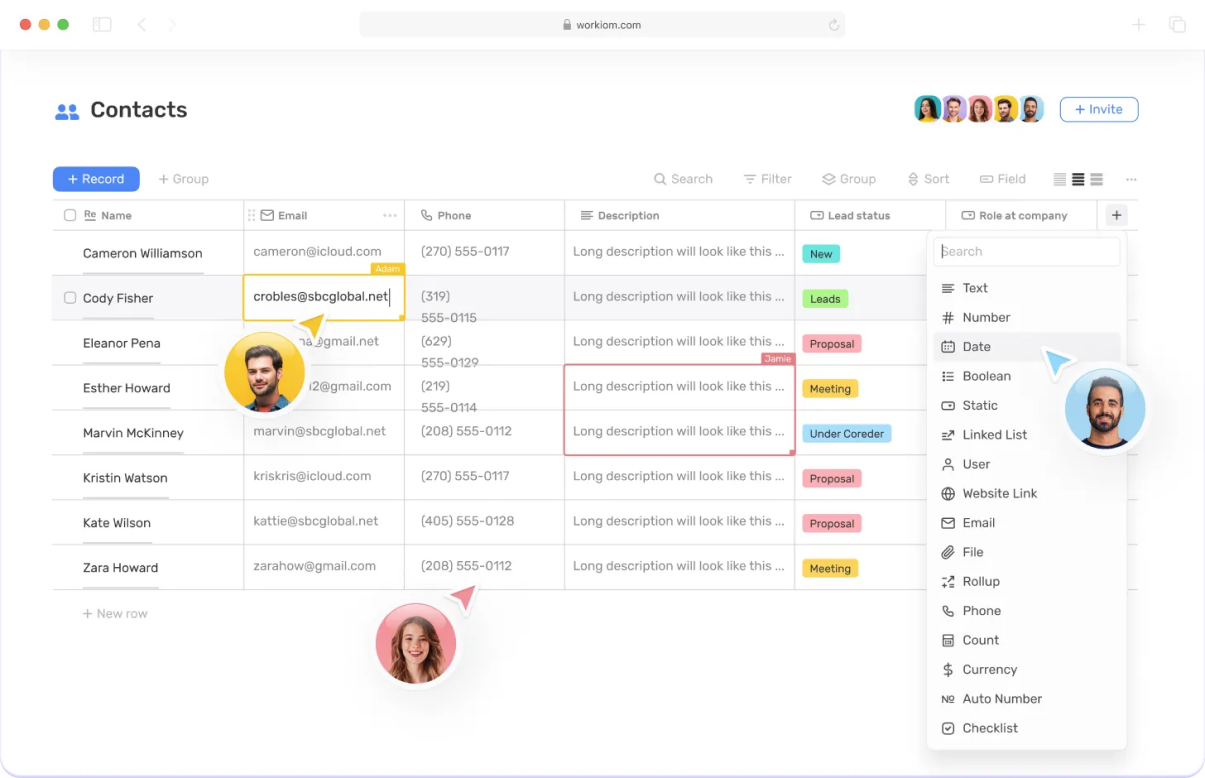 workiom.com
Contacts
+ Invite
+ Record
+ Group
Search
Filter
Group
Sort
Field
Re Name
Email
Phone
Description
Lead status
Role at company
Cameron Williamson
cameron@icloud.com
(270) 555-0117
Long description will look like this ...
New
Adam
Cody Fisher
crobles@sbcglobal.net
(319)
555-0115
Long description will look like this ...
Leads
Eleanor Pena
na@gmail.net
(629)
555-0129
Long description will look like this ...
Proposal
Jamie
Esther Howard
2@gmail.com
(219)
555-0114
Long description will look like this ...
Meeting
Marvin McKinney
marvin@sbcglobal.net
(208) 555-0112
Long description will look like this ...
Under Coreder
Kristin Watson
kriskris@icloud.com
(270) 555-0117
Long description will look like this ...
Proposal
Kate Wilson
kattie@sbcglobal.net
(405) 555-0128
Long description will look like this ...
Proposal
Zara Howard
zarahow@gmail.com
(208) 555-0112
Long description will look like this ...
Meeting
+ New row
Search
Text
Number
Date
Boolean
Static
Linked List
User
Website Link
Email
File
Rollup
Phone
Count
Currency
Nº Auto Number
Checklist